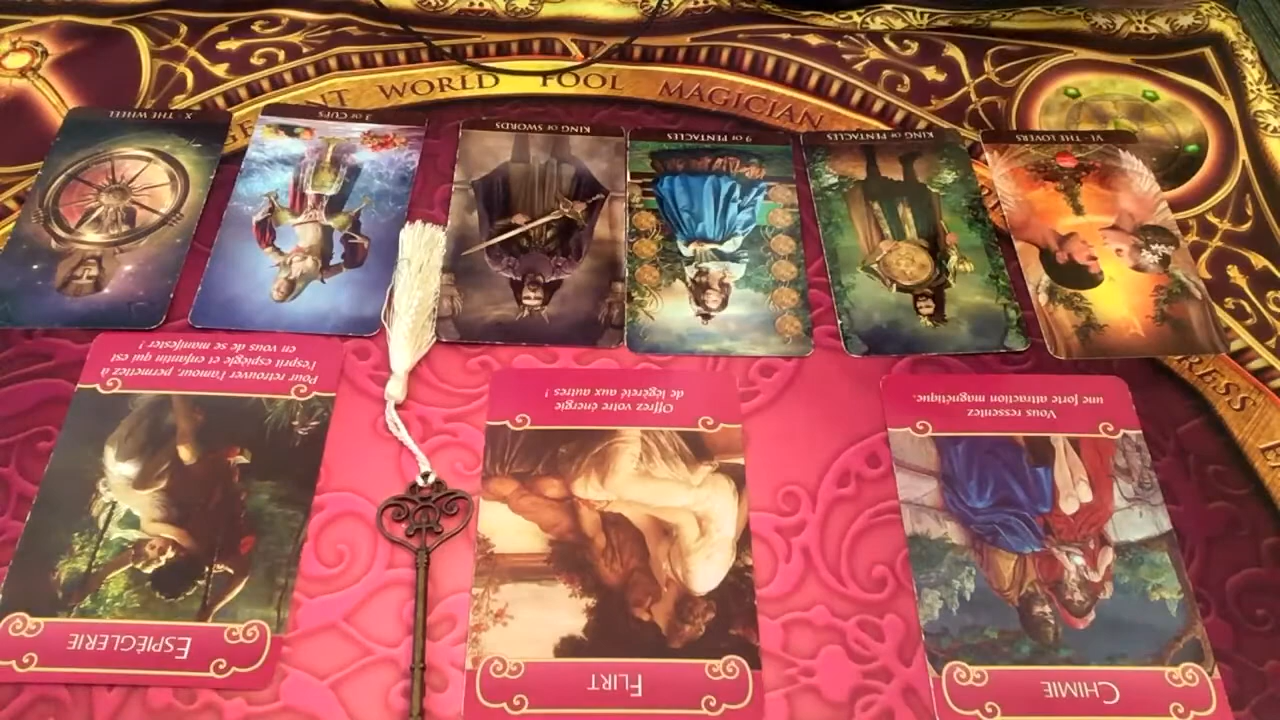 ENT WORLD FOOL MAGICIAN
X - THE WHEEL
3 OF CUPS
KING OF SWORDS
9 OF PENTACLES
KING OF PENTACLES
VI - THE LOVERS
RESS
Pour retrouver l'amour, permettez à
l'esprit espiègle et enfantin qui est
en vous de se manifester !
ESPIÈGLERIE
Offrez votre énergie
de légèreté aux autres !
FLIRT
Vous ressentez
une forte attraction magnétique.
CHIMIE